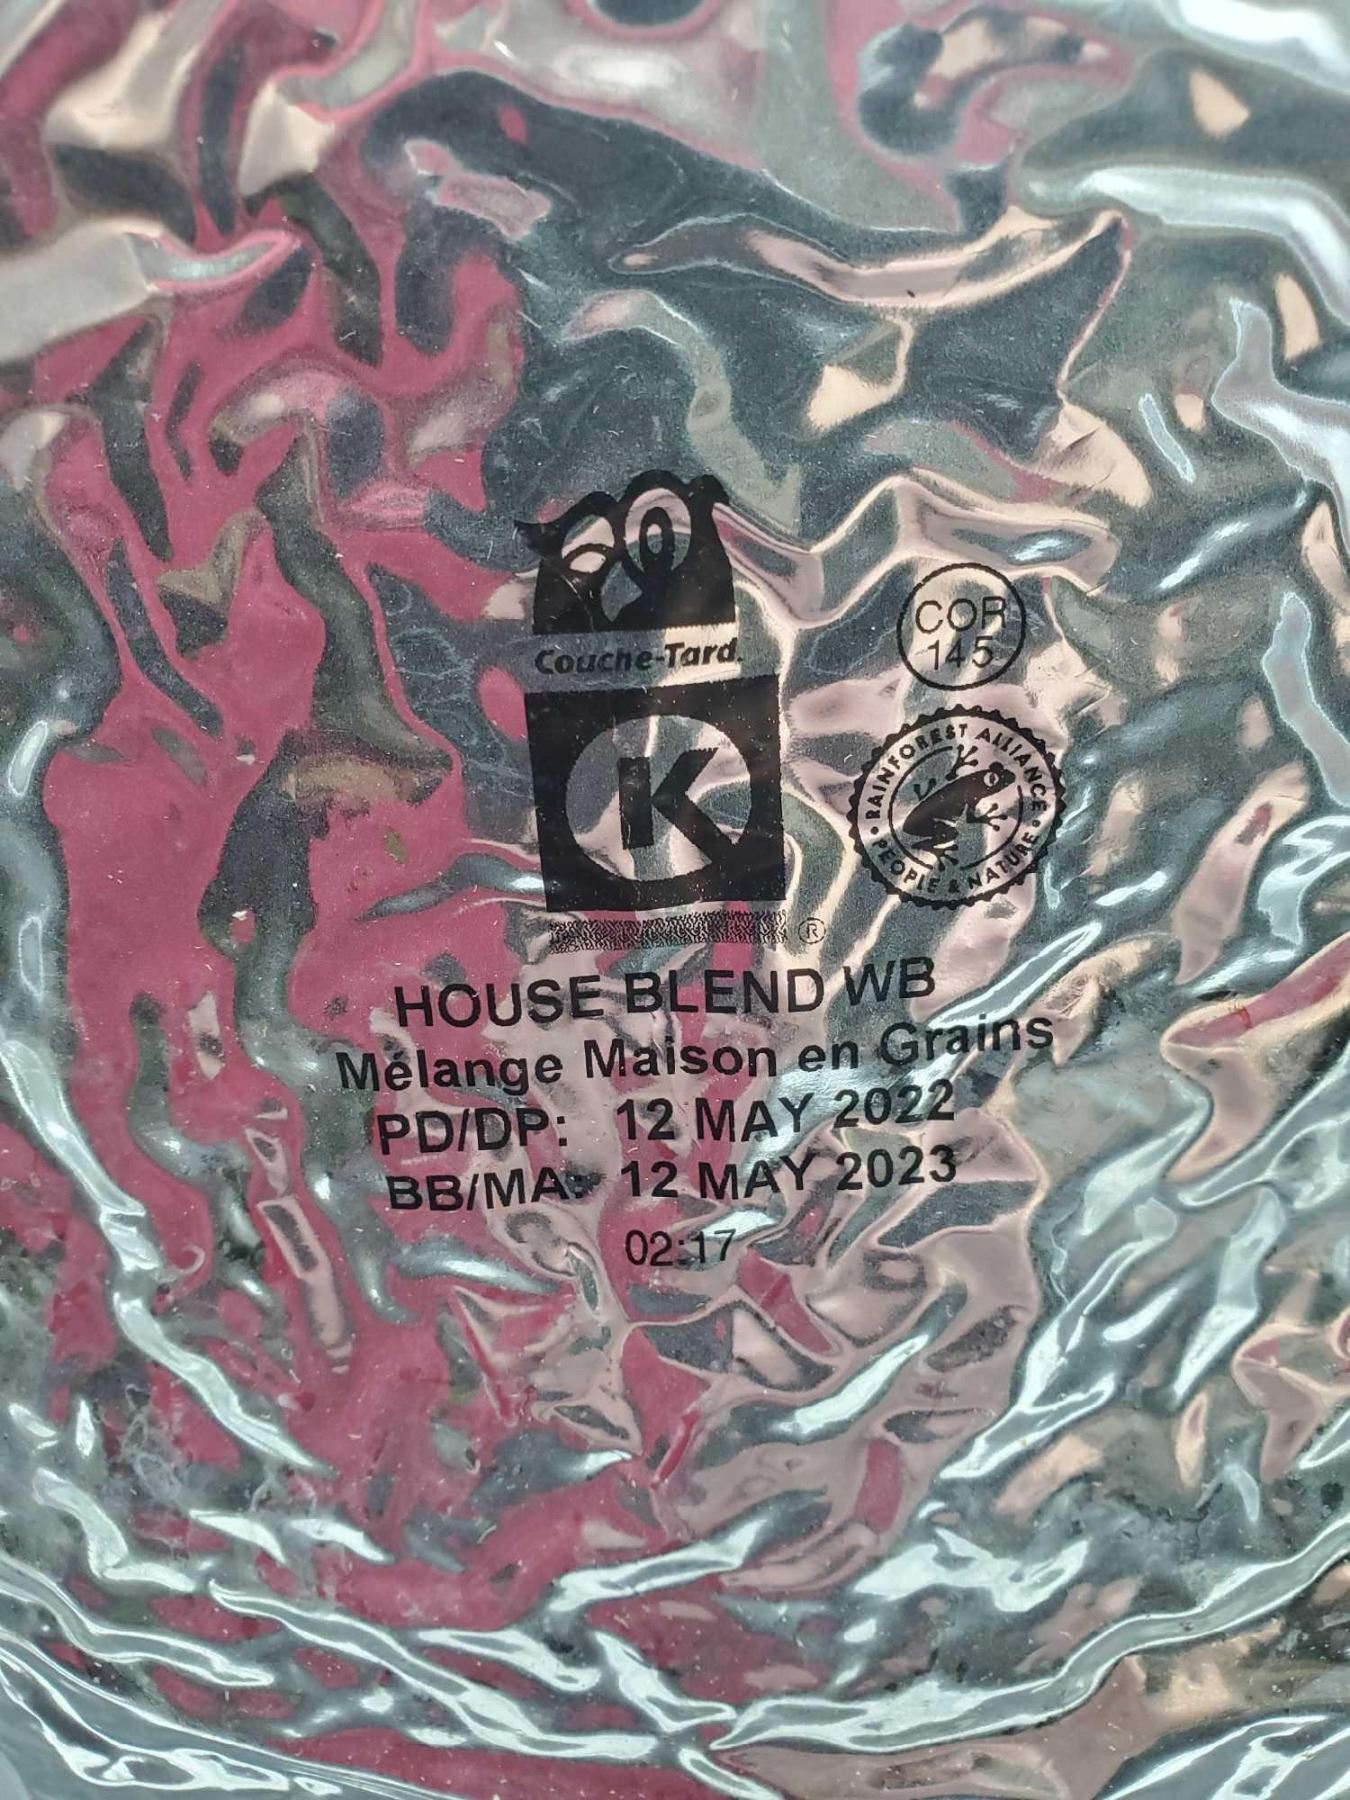 Couche-Tard.
COR
145
K
RAINFOREST ALLIANCE
• PEOPLE & NATURE •
®
HOUSE BLEND WB
Mélange Maison en Grains
PD/DP: 12 MAY 2022
BB/MA: 12 MAY 2023
02:17